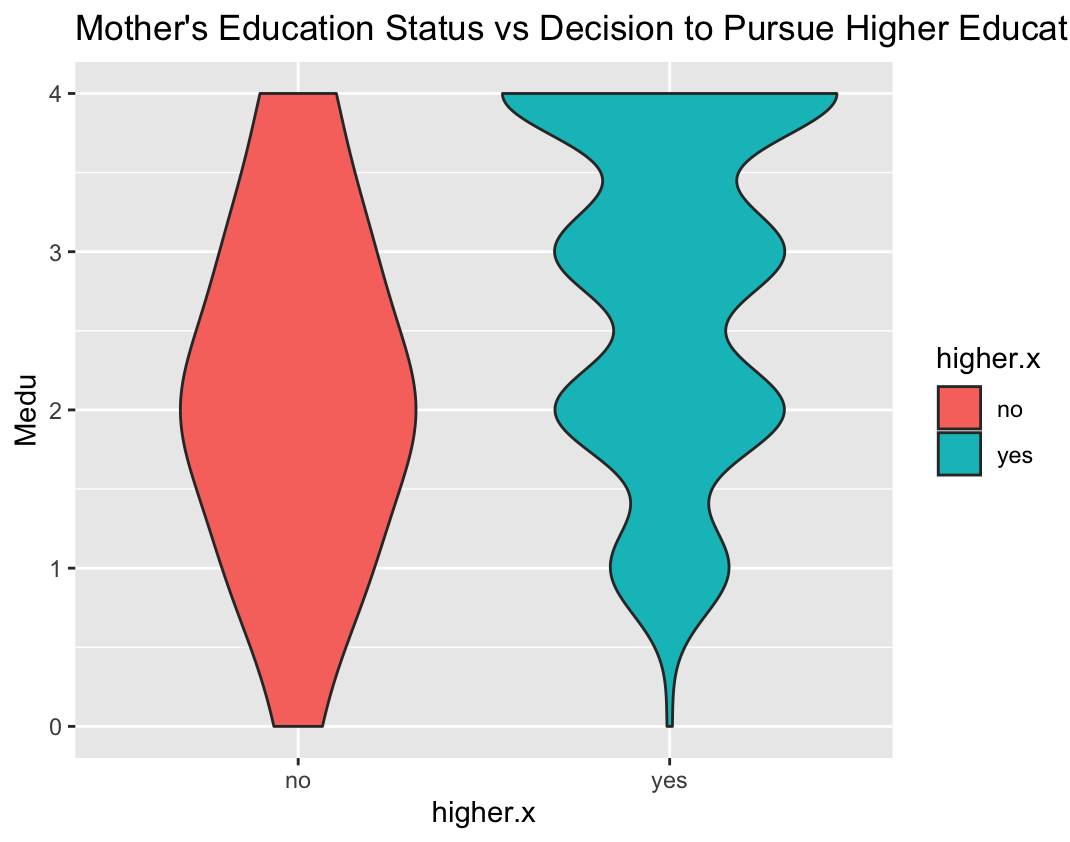 Mother's Education Status vs Decision to Pursue Higher Educat
4
3
2
1
0
Medu
no
yes
higher.x
higher.x
no
yes